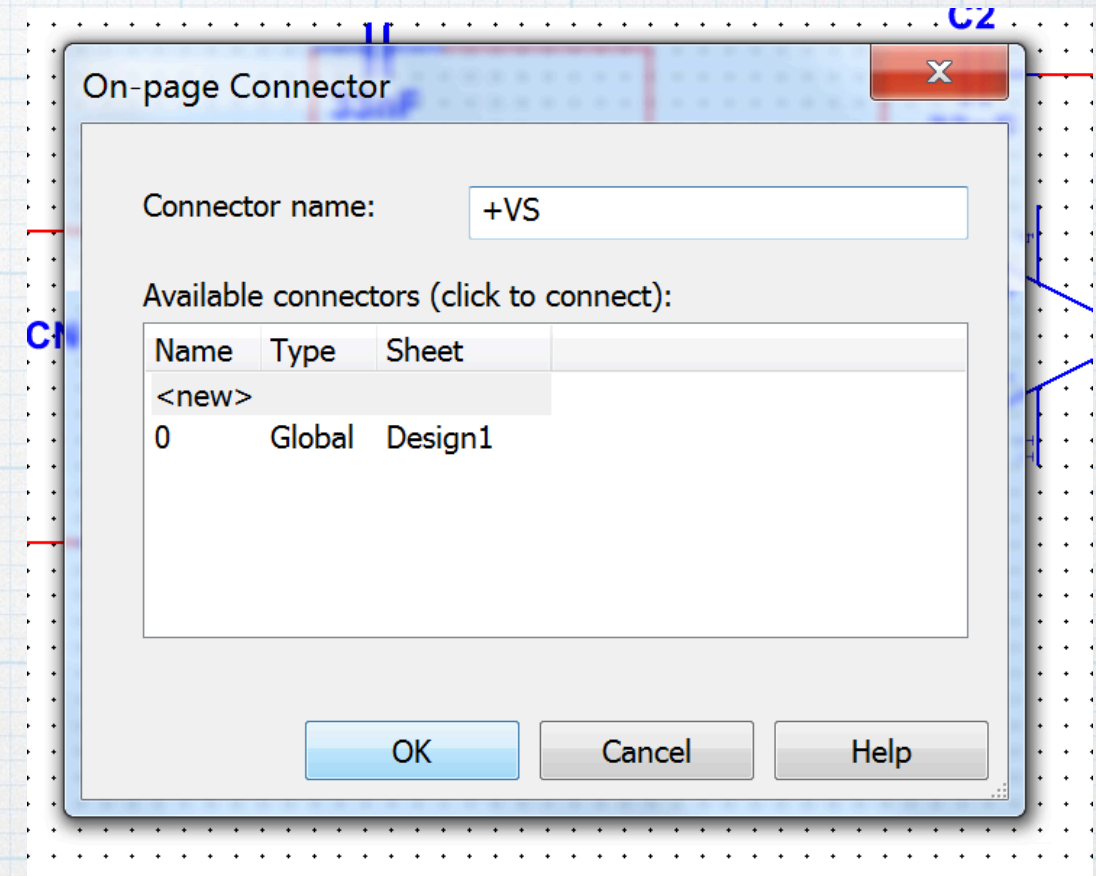 C2
On-page Connector
Connector name: +VS
Available connectors (click to connect):
Name Type Sheet
<new>
0 Global Design1
OK Cancel Help